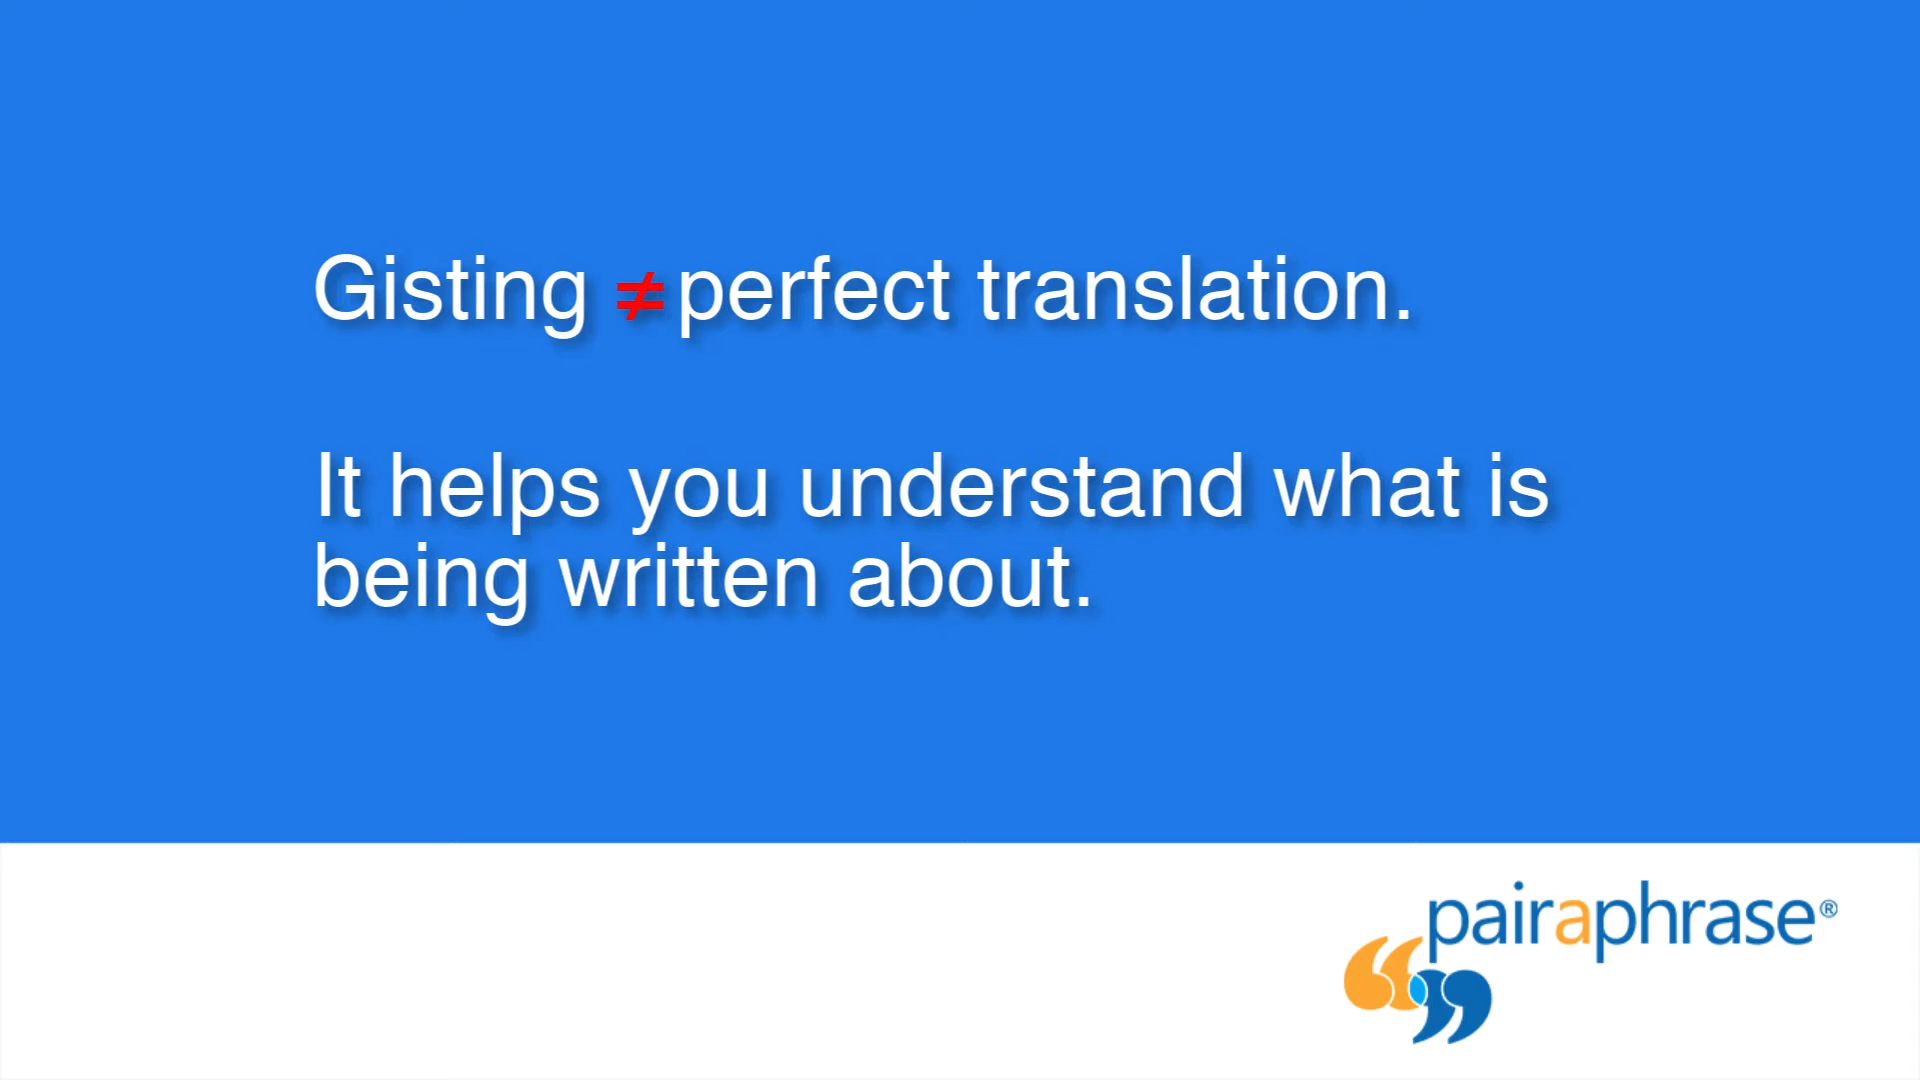 Gisting ≠ perfect translation.
It helps you understand what is
being written about.
pairaphrase®